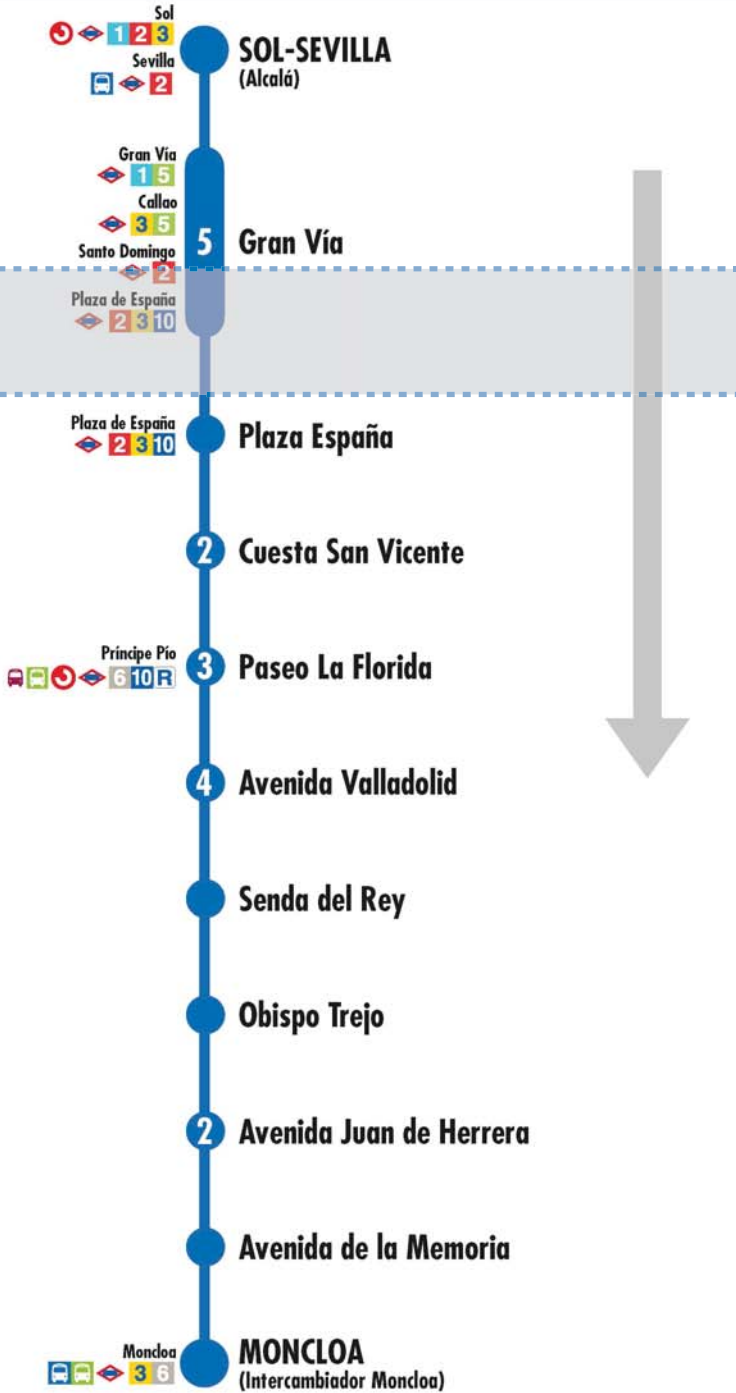 Sol
1 2 3
SOL-SEVILLA
(Alcalá)
Sevilla
2
Gran Vía
1 5
Callao
3 5
5 Gran Vía
Santo Domingo
2
Plaza de España
2 3 10
Plaza de España
2 3 10
Plaza España
2 Cuesta San Vicente
Príncipe Pío
6 10 R
3 Paseo La Florida
4 Avenida Valladolid
Senda del Rey
Obispo Trejo
2 Avenida Juan de Herrera
Avenida de la Memoria
Moncloa
3 6
MONCLOA
(Intercambiador Moncloa)